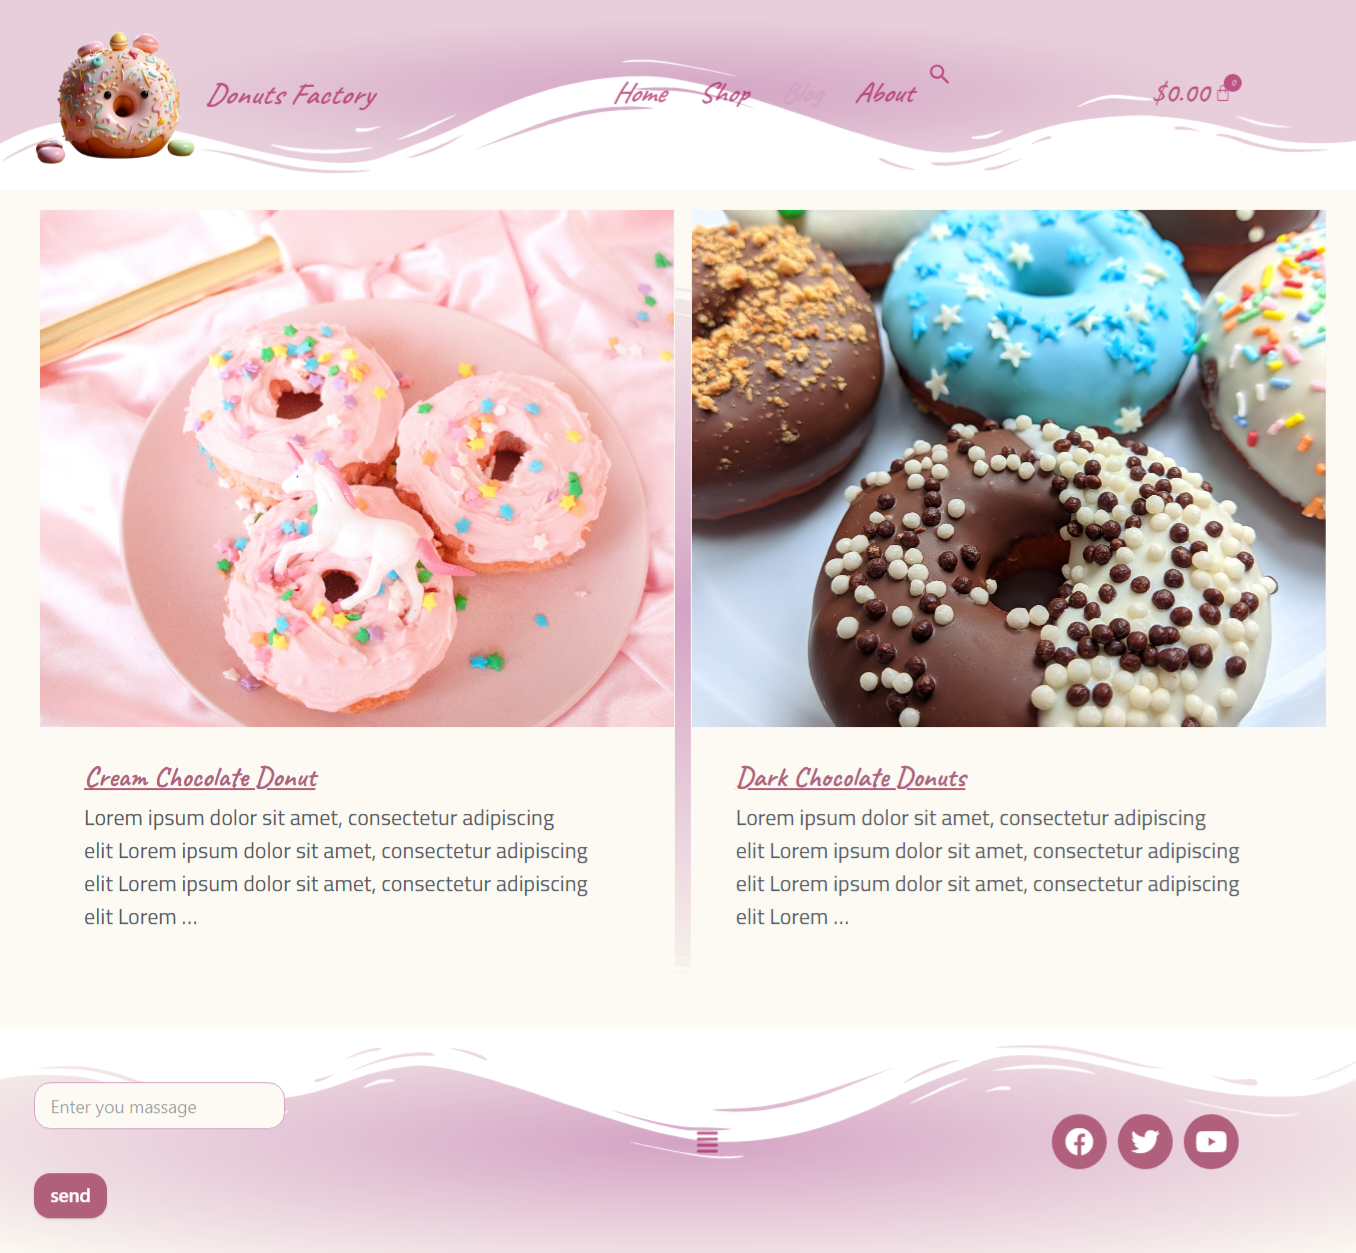 Donuts Factory
Home Shop Blog About
$0.00 0
Cream Chocolate Donut
Lorem ipsum dolor sit amet, consectetur adipiscing
elit Lorem ipsum dolor sit amet, consectetur adipiscing
elit Lorem ipsum dolor sit amet, consectetur adipiscing
elit Lorem ...
Dark Chocolate Donuts
Lorem ipsum dolor sit amet, consectetur adipiscing
elit Lorem ipsum dolor sit amet, consectetur adipiscing
elit Lorem ipsum dolor sit amet, consectetur adipiscing
elit Lorem ...
Enter you massage
send